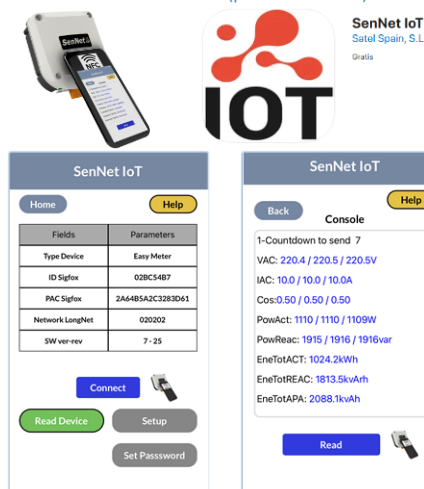 SenNet
NFC
IOT
SenNet IoT
Satel Spain, S.L
Gratis
SenNet IoT
Home
Help
Fields
Parameters
Type Device
Easy Meter
ID Sigfox
02BC54B7
PAC Sigfox
2A64B5A2C3283D61
Network LongNet
020202
SW ver-rev
7 - 25
Connect
Read Device
Setup
Set Passsword
SenNet IoT
Help
Back
Console
1-Countdown to send 7
VAC: 220.4 / 220.5 / 220.5V
IAC: 10.0 / 10.0 / 10.0A
Cos:0.50 / 0.50 / 0.50
PowAct: 1110 / 1110 / 1109W
PowReac: 1915 / 1916 / 1916var
EneTotACT: 1024.2kWh
EneTotREAC: 1813.5kvArh
EneTotAPA: 2088.1kvAh
Read